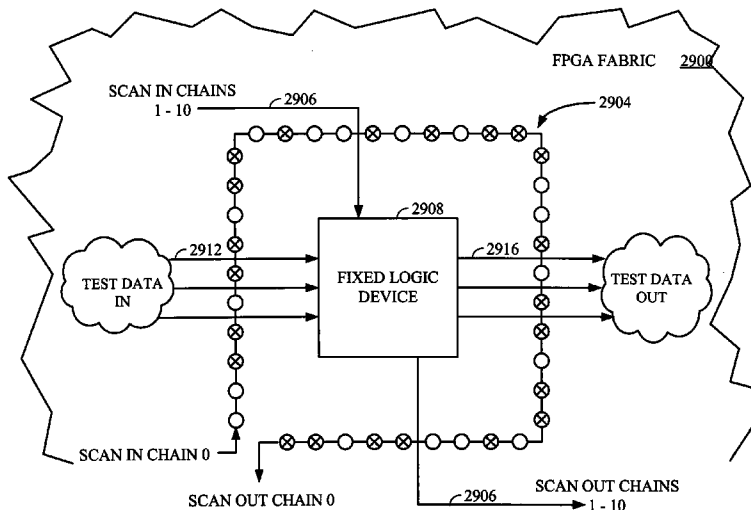 FPGA FABRIC 2900
SCAN IN CHAINS
1 - 10
2906
2904
2908
2912
2916
TEST DATA
IN
FIXED LOGIC
DEVICE
TEST DATA
OUT
SCAN IN CHAIN 0
SCAN OUT CHAIN 0
2906
SCAN OUT CHAINS
1 - 10